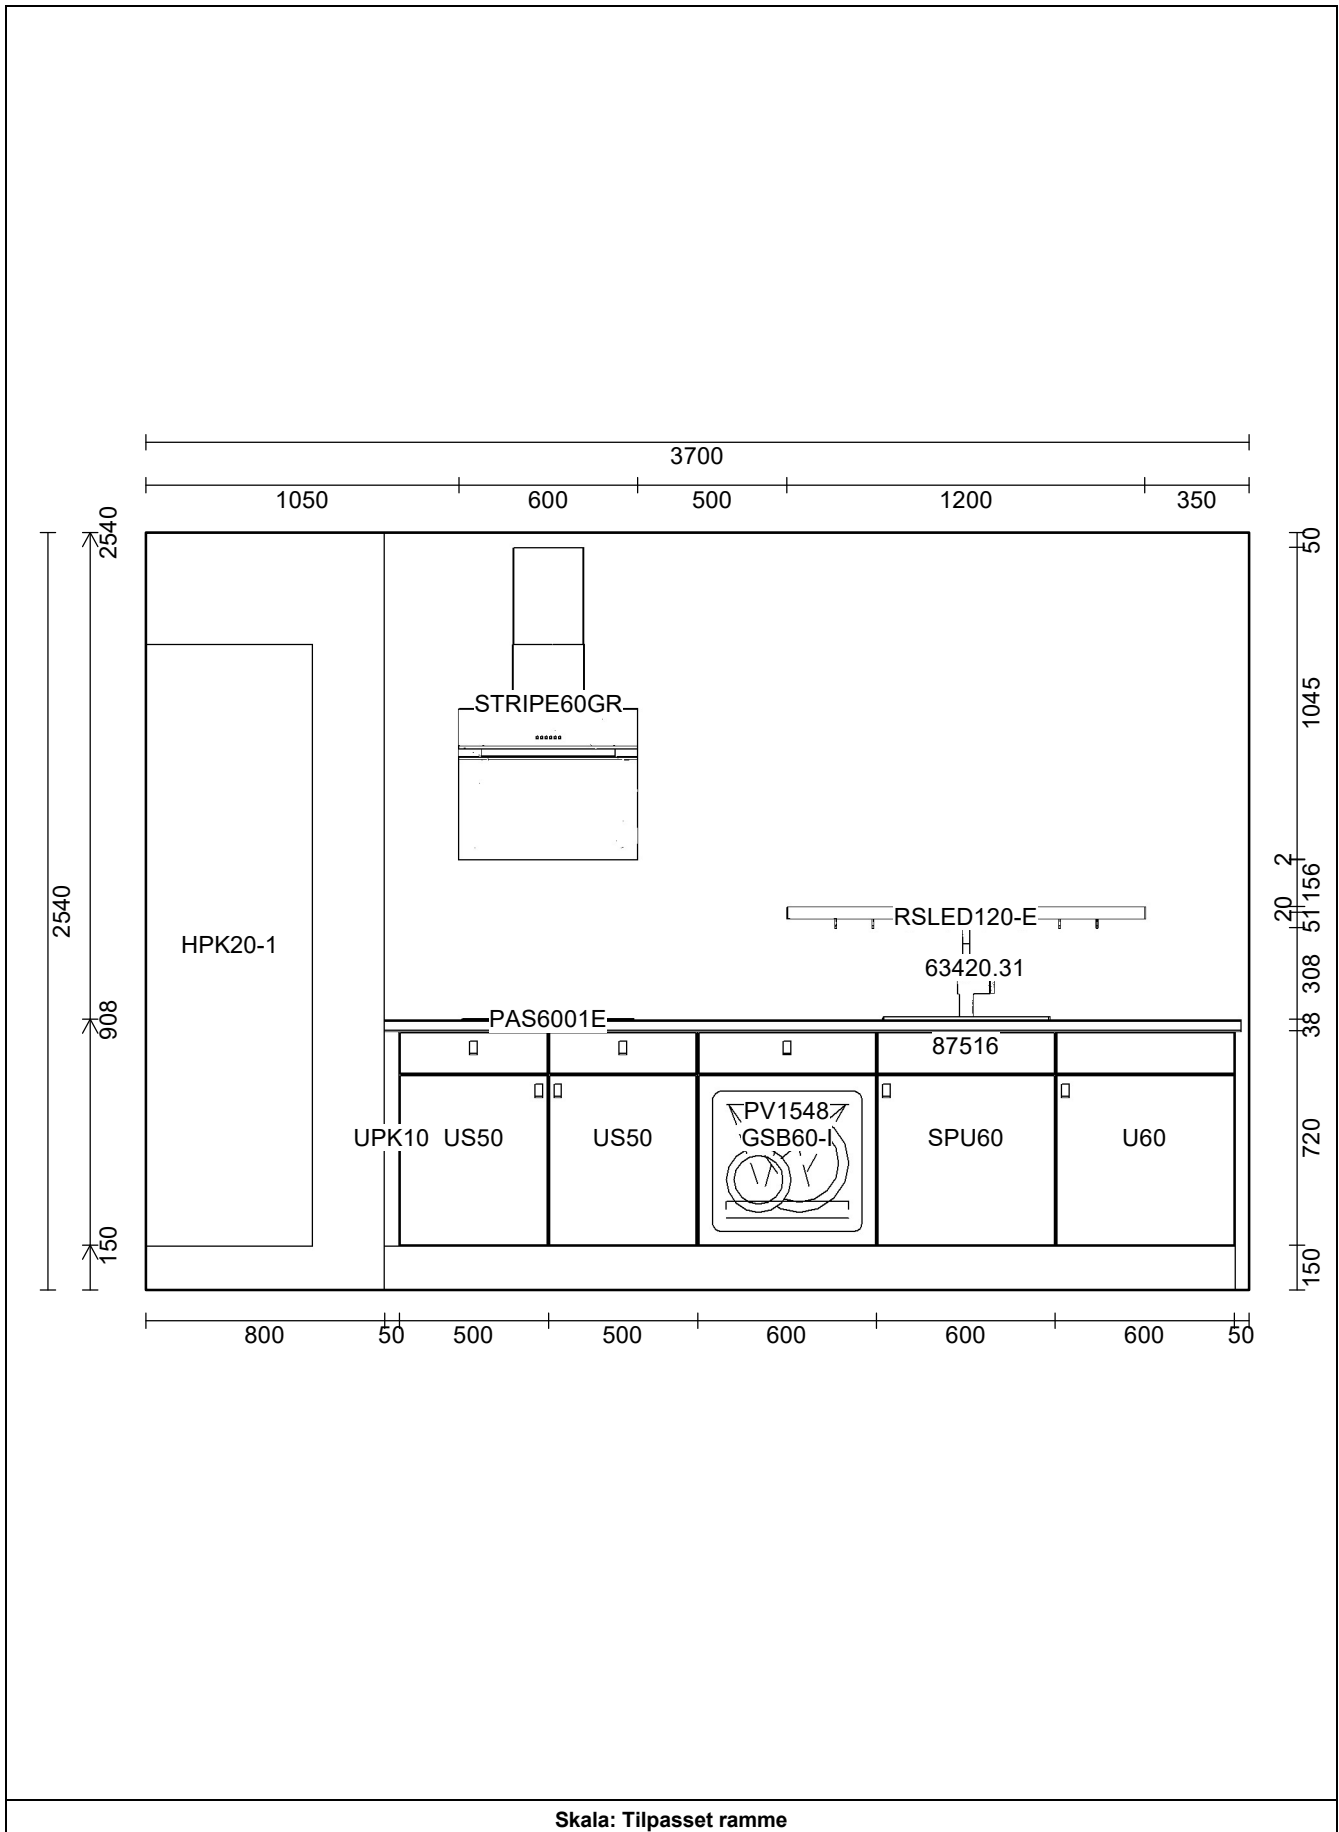 3700
1050 600 500 1200 350
2540
50
STRIPE60GR
1045
2
156
2540
20
51
RSLED120-E
HPK20-1
63420.31
308
908
PAS6001E
38
87516
PV1548
UPK10 US50 US50 GSB60-I SPU60 U60
720
150
150
800 50 500 500 600 600 600 50
Skala: Tilpasset ramme